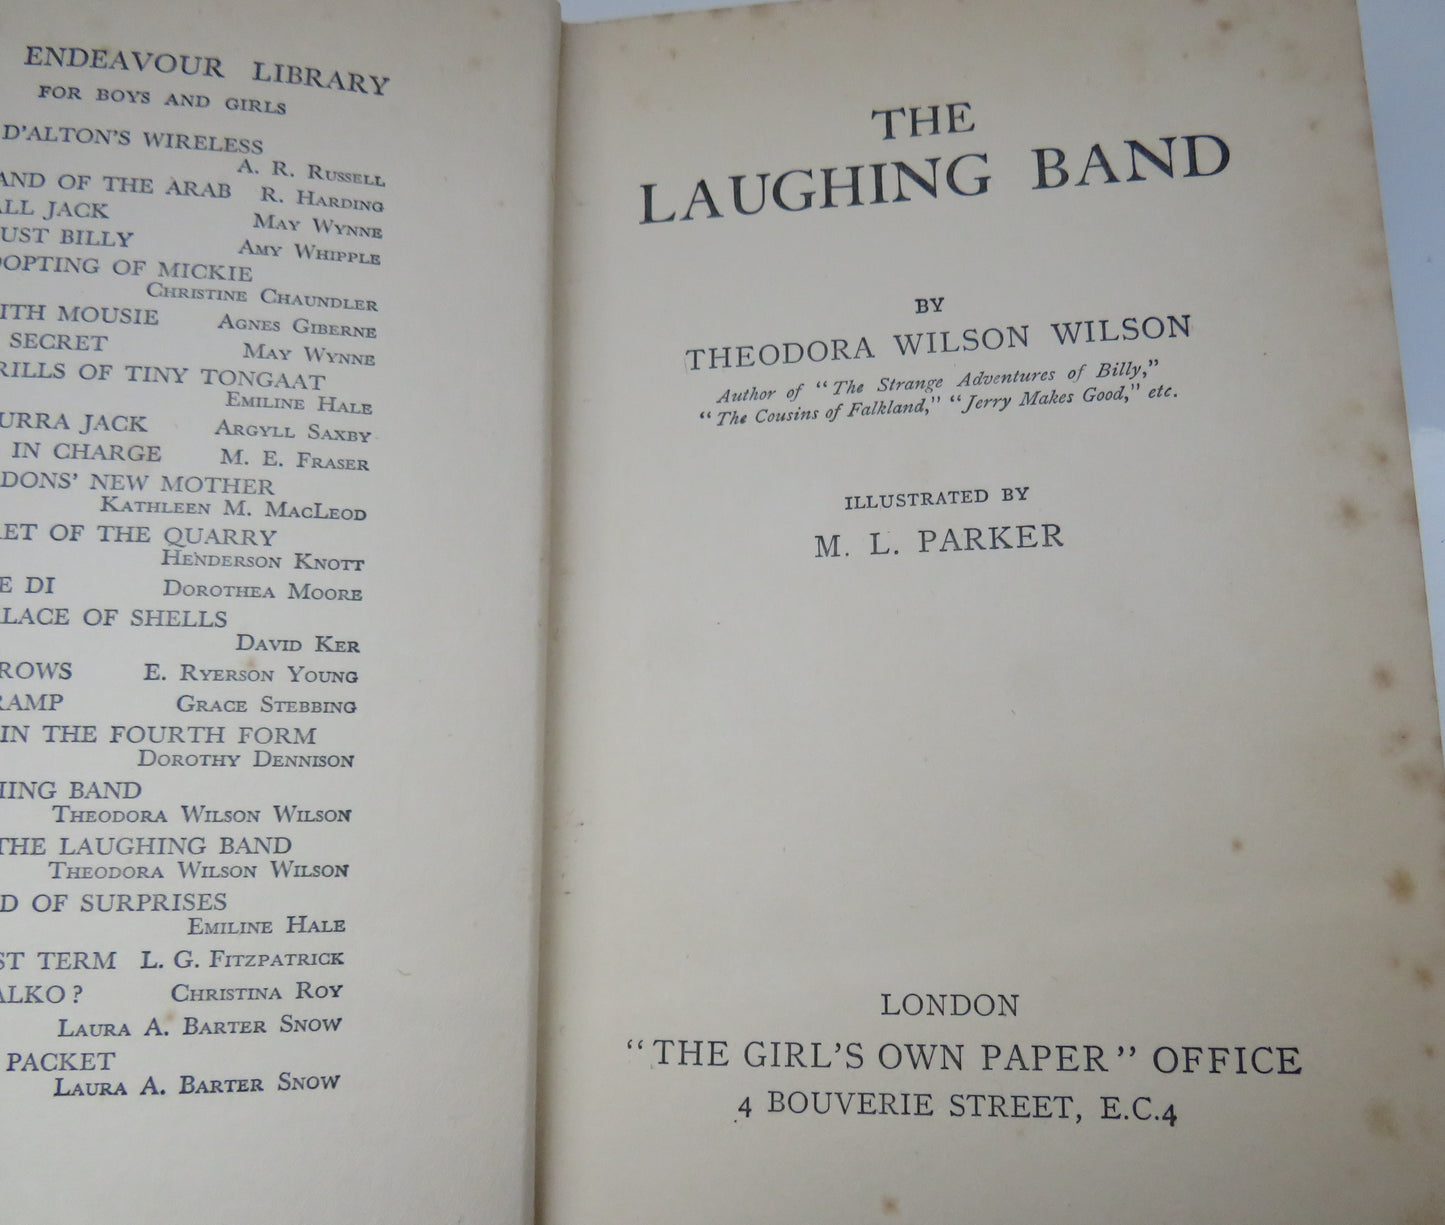 ENDEAVOUR LIBRARY
FOR BOYS AND GIRLS
D'ALTON'S WIRELESS
A. R. RUSSELL
AND OF THE ARAB R. HARDING
ALL JACK MAY WYNNE
UST BILLY AMY WHIPPLE
OPTING OF MICKIE
CHRISTINE CHAUNDLER
ITH MOUSIE AGNES GIBERNE
SECRET MAY WYNNE
RILLS OF TINY TONGAAT
EMILINE HALE
URRA JACK ARGYLL SAXBY
IN CHARGE M. E. FRASER
DONS' NEW MOTHER
KATHLEEN M. MACLEOD
ET OF THE QUARRY
HENDERSON KNOTT
E DI DOROTHEA MOORE
LACE OF SHELLS
DAVID KER
ROWS E. RYERSON YOUNG
RAMP GRACE STEBBING
IN THE FOURTH FORM
DOROTHY DENNISON
HING BAND
THEODORA WILSON WILSON
THE LAUGHING BAND
THEODORA WILSON WILSON
D OF SURPRISES
EMILINE HALE
ST TERM L. G. FITZPATRICK
ALKO? CHRISTINA ROY
LAURA A. BARTER SNOW
PACKET
LAURA A. BARTER SNOW
THE
LAUGHING BAND
BY
THEODORA WILSON WILSON
Author of "The Strange Adventures of Billy,"
"The Cousins of Falkland," "Jerry Makes Good," etc.
ILLUSTRATED BY
M. L. PARKER
LONDON
"THE GIRL'S OWN PAPER" OFFICE
4 BOUVERIE STREET, E.C.4